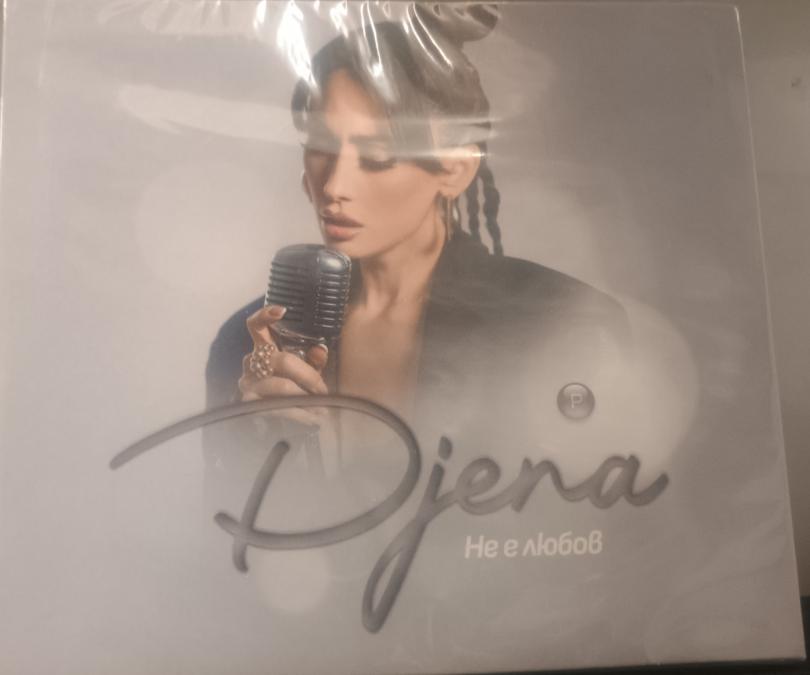 P
Djena
Не е любов